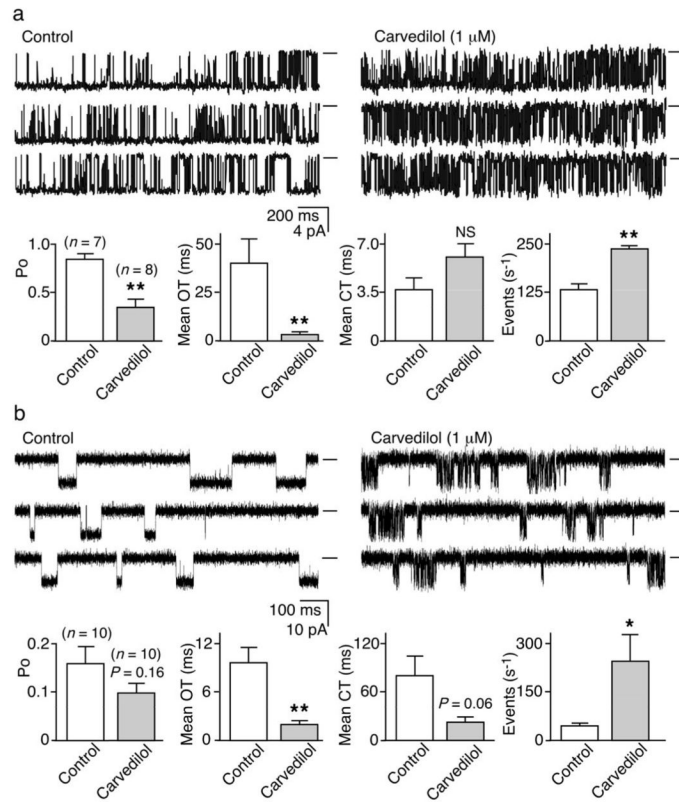 a
Control
Carvedilol (1 μM)
200 ms
4 pA
Po
1.0
0.5
0
(n = 7)
(n = 8)
**
Control
Carvedilol
Mean OT (ms)
50
25
0
**
Control
Carvedilol
Mean CT (ms)
7.0
3.5
0
NS
Control
Carvedilol
Events (s⁻¹)
250
125
0
**
Control
Carvedilol
b
Control
Carvedilol (1 μM)
100 ms
10 pA
Po
0.2
0.1
0
(n = 10)
(n = 10)
P = 0.16
Control
Carvedilol
Mean OT (ms)
12
6
0
**
Control
Carvedilol
Mean CT (ms)
120
60
0
P = 0.06
Control
Carvedilol
Events (s⁻¹)
300
150
0
*
Control
Carvedilol